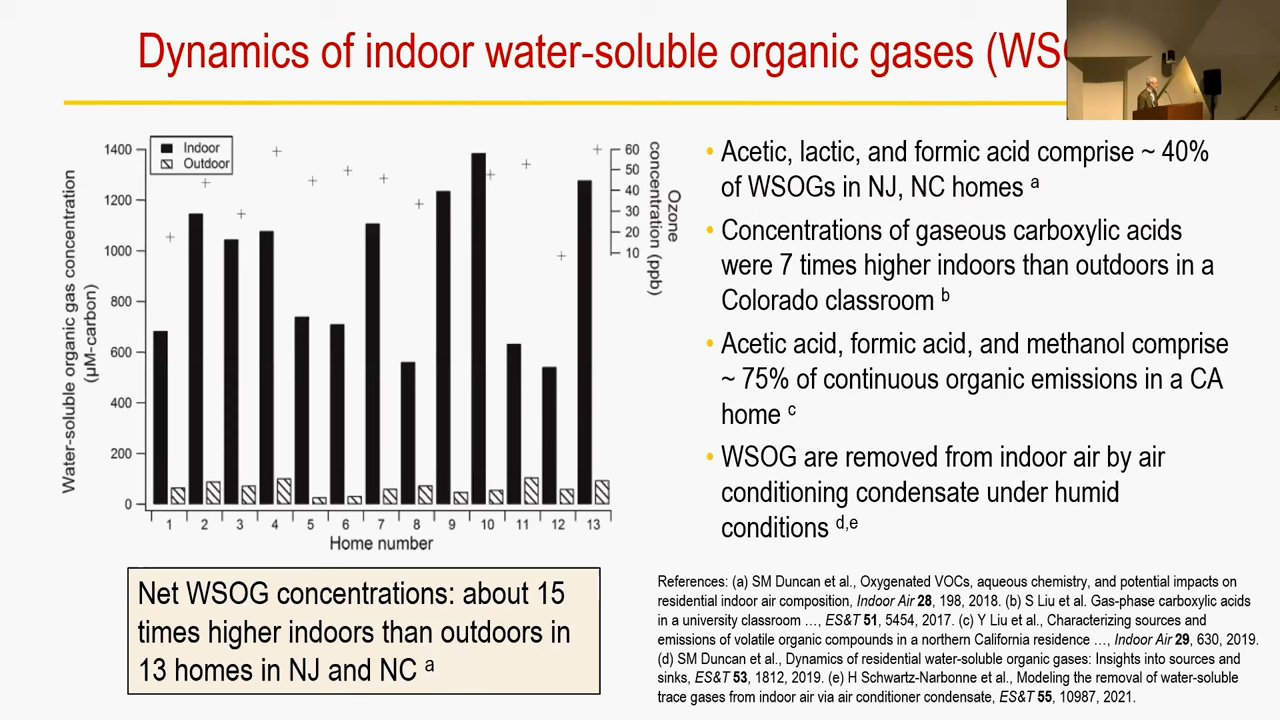 Dynamics of indoor water-soluble organic gases (WSO
Indoor
Outdoor
Water-soluble organic gas concentration
(µM-carbon)
1400
1200
1000
800
600
400
200
0
1 2 3 4 5 6 7 8 9 10 11 12 13
Home number
60
50
40
30
20
10
Ozone
concentration (ppb)
Net WSOG concentrations: about 15
times higher indoors than outdoors in
13 homes in NJ and NC a
• Acetic, lactic, and formic acid comprise ~ 40%
of WSOGs in NJ, NC homes a
• Concentrations of gaseous carboxylic acids
were 7 times higher indoors than outdoors in a
Colorado classroom b
• Acetic acid, formic acid, and methanol comprise
~ 75% of continuous organic emissions in a CA
home c
• WSOG are removed from indoor air by air
conditioning condensate under humid
conditions d,e
References: (a) SM Duncan et al., Oxygenated VOCs, aqueous chemistry, and potential impacts on
residential indoor air composition, Indoor Air 28, 198, 2018. (b) S Liu et al. Gas-phase carboxylic acids
in a university classroom …, ES&T 51, 5454, 2017. (c) Y Liu et al., Characterizing sources and
emissions of volatile organic compounds in a northern California residence …, Indoor Air 29, 630, 2019.
(d) SM Duncan et al., Dynamics of residential water-soluble organic gases: Insights into sources and
sinks, ES&T 53, 1812, 2019. (e) H Schwartz-Narbonne et al., Modeling the removal of water-soluble
trace gases from indoor air via air conditioner condensate, ES&T 55, 10987, 2021.